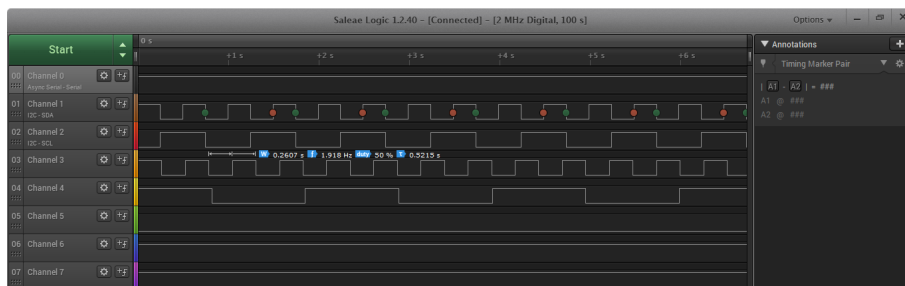 Saleae Logic 1.2.40 - [Connected] - [2 MHz Digital, 100 s]
Options
Start
0 s
+1 s
+2 s
+3 s
+4 s
+5 s
+6 s
Annotations
Timing Marker Pair
| A1 - A2 | = ###
A1 @ ###
A2 @ ###
00 Channel 0
Async Serial - Serial
01 Channel 1
I2C - SDA
02 Channel 2
I2C - SCL
W 0.2607 s f 1.918 Hz duty 50 % T 0.5215 s
03 Channel 3
04 Channel 4
05 Channel 5
06 Channel 6
07 Channel 7